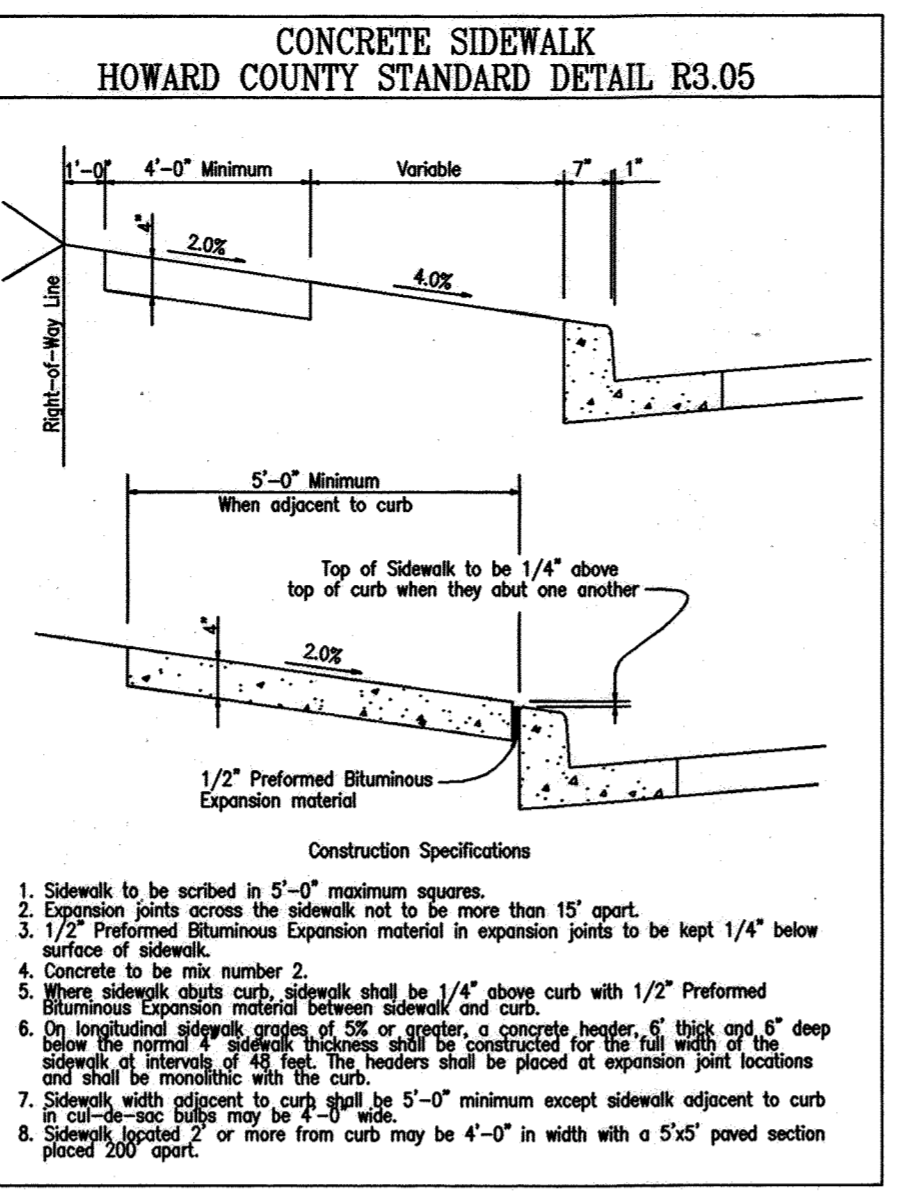 CONCRETE SIDEWALK
HOWARD COUNTY STANDARD DETAIL R3.05
1'-0" 4'-0" Minimum Variable 7" 1"
4"
2.0%
4.0%
Right-of-Way Line
5'-0" Minimum
When adjacent to curb
Top of Sidewalk to be 1/4" above
top of curb when they abut one another
4"
2.0%
1/2" Preformed Bituminous
Expansion material
Construction Specifications
1. Sidewalk to be scribed in 5'-0" maximum squares.
2. Expansion joints across the sidewalk not to be more than 15' apart.
3. 1/2" Preformed Bituminous Expansion material in expansion joints to be kept 1/4" below
surface of sidewalk.
4. Concrete to be mix number 2.
5. Where sidewalk abuts curb, sidewalk shall be 1/4" above curb with 1/2" Preformed
Bituminous Expansion material between sidewalk and curb.
6. On longitudinal sidewalk grades of 5% or greater, a concrete header, 6' thick and 6" deep
below the normal 4" sidewalk thickness shall be constructed for the full width of the
sidewalk at intervals of 48 feet. The headers shall be placed at expansion joint locations
and shall be monolithic with the curb.
7. Sidewalk width adjacent to curb shall be 5'-0" minimum except sidewalk adjacent to curb
in cul-de-sac bulbs may be 4'-0" wide.
8. Sidewalk located 2' or more from curb may be 4'-0" in width with a 5'x5' paved section
placed 200' apart.